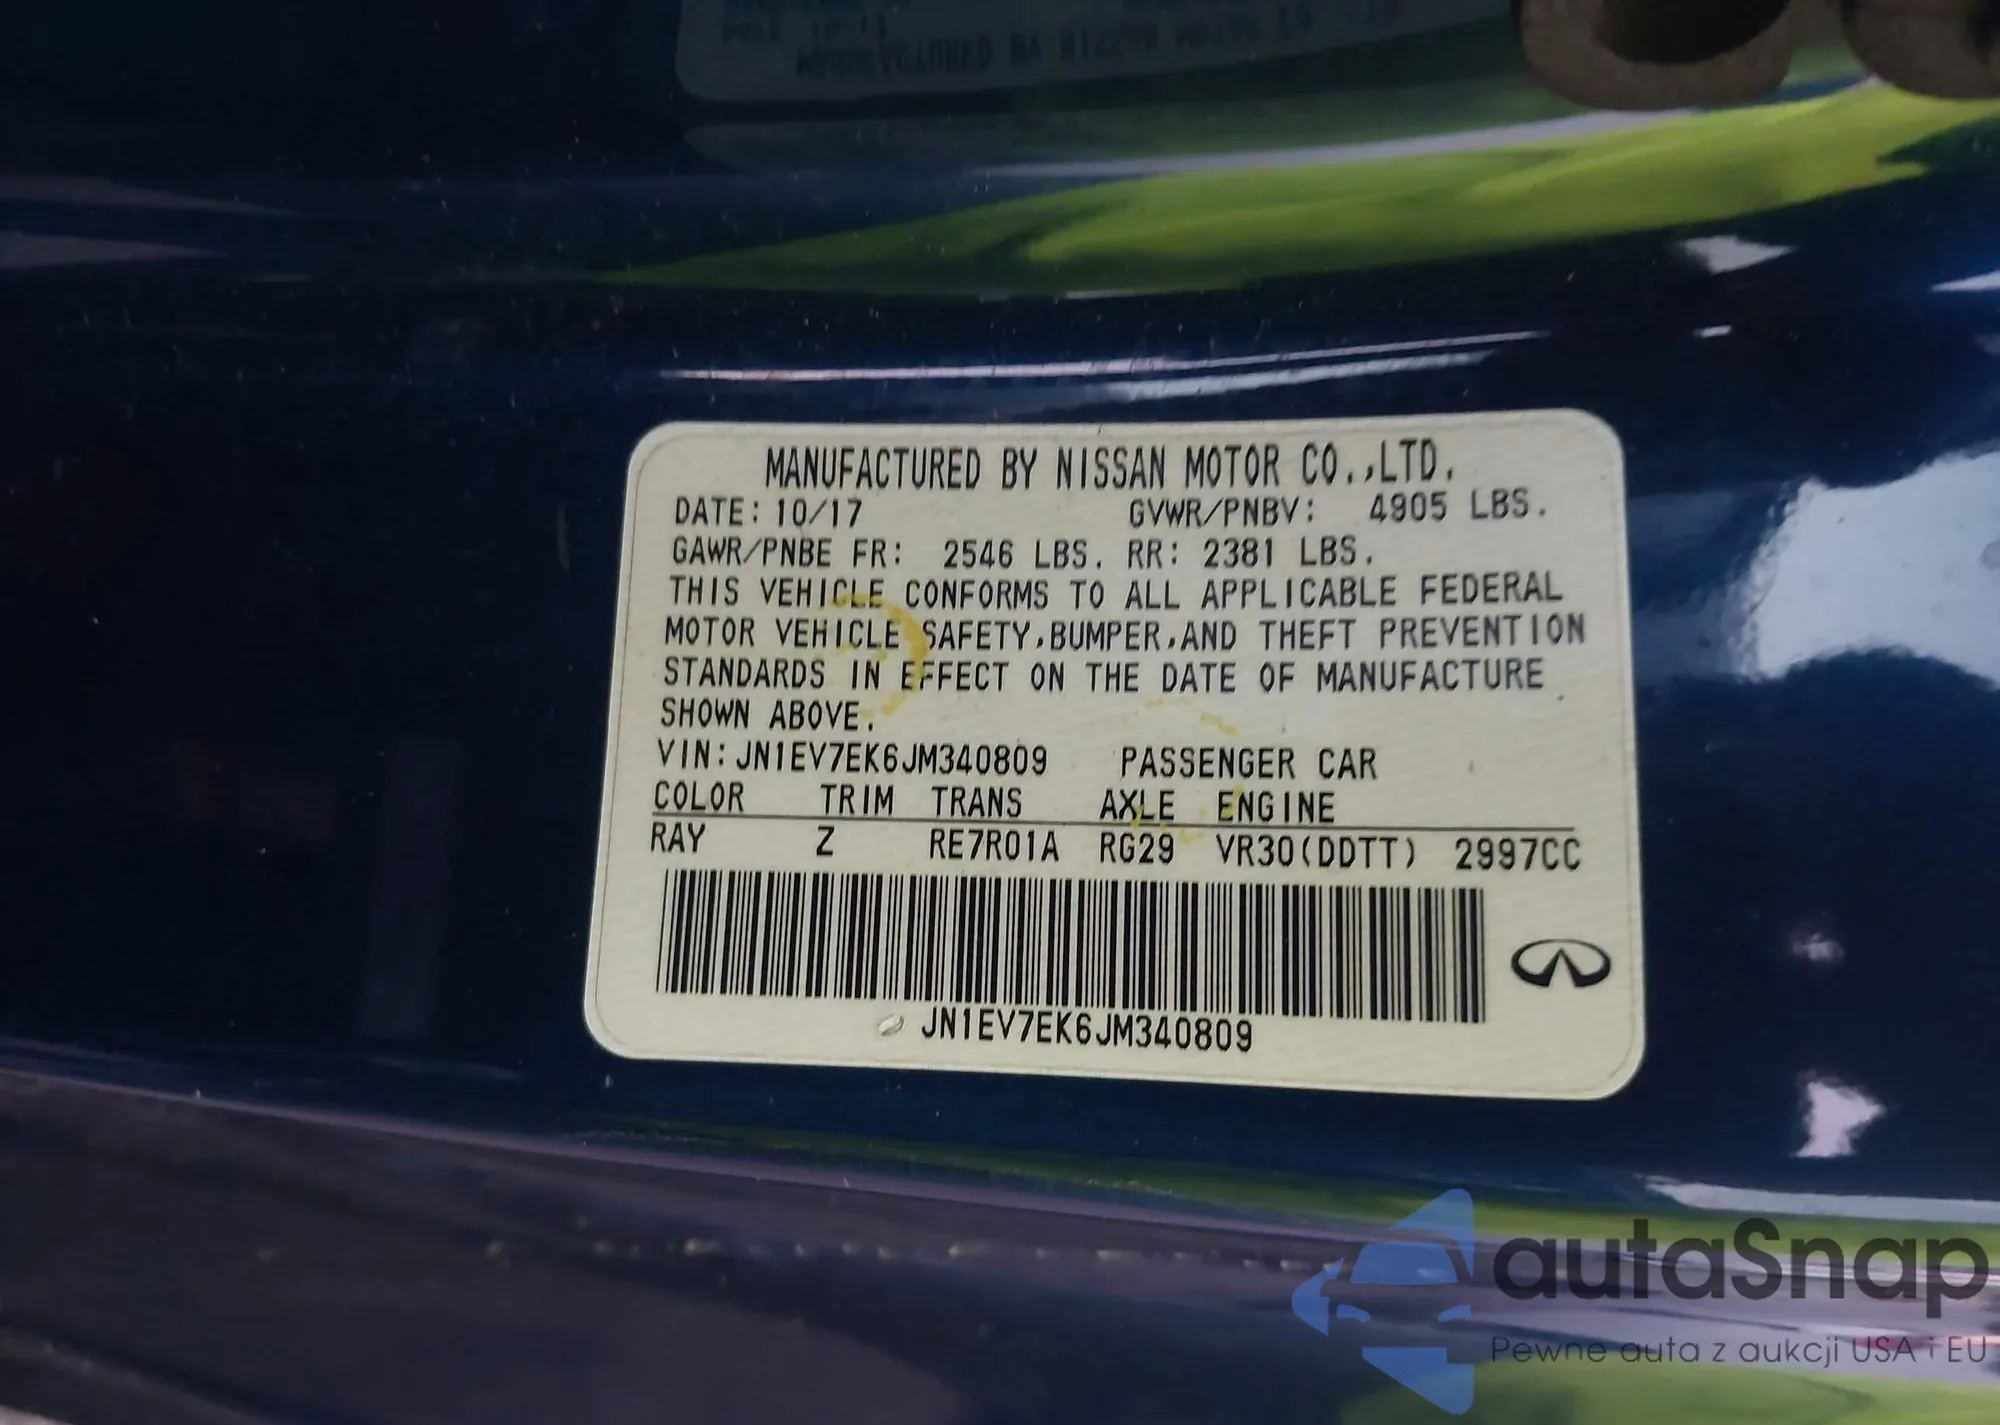 MANUFACTURED BY NISSAN MOTOR CO.,LTD.
DATE: 10/17 GVWR/PNBV: 4905 LBS.
GAWR/PNBE FR: 2546 LBS. RR: 2381 LBS.
THIS VEHICLE CONFORMS TO ALL APPLICABLE FEDERAL
MOTOR VEHICLE SAFETY,BUMPER,AND THEFT PREVENTION
STANDARDS IN EFFECT ON THE DATE OF MANUFACTURE
SHOWN ABOVE.
VIN:JN1EV7EK6JM340809 PASSENGER CAR
COLOR TRIM TRANS AXLE ENGINE
RAY Z RE7R01A RG29 VR30(DDTT) 2997CC
JN1EV7EK6JM340809
autaSnap
Pewne auta z aukcji USA i EU